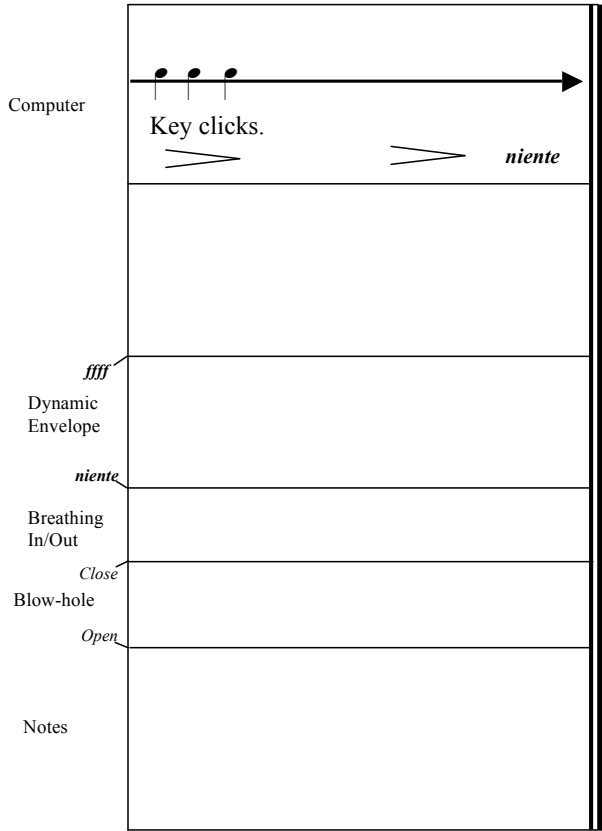 Computer
Key clicks.
niente
ffff
Dynamic
Envelope
niente
Breathing
In/Out
Close
Blow-hole
Open
Notes